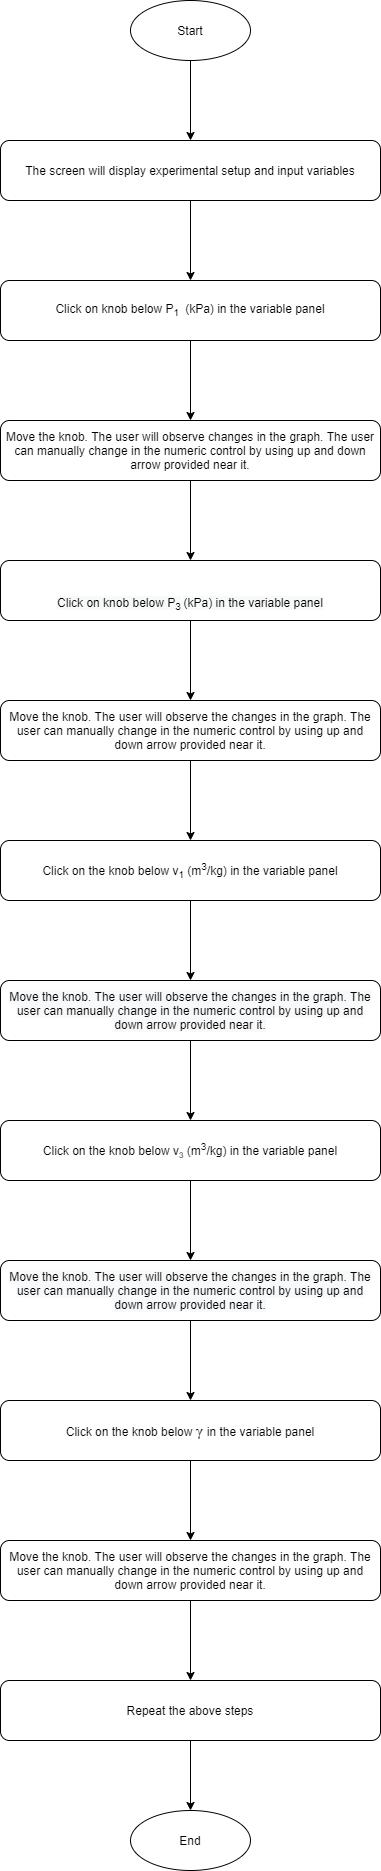 Start
The screen will display experimental setup and input variables
Click on knob below P₁ (kPa) in the variable panel
Move the knob. The user will observe changes in the graph. The user
can manually change in the numeric control by using up and down
arrow provided near it.
Click on knob below P₃ (kPa) in the variable panel
Move the knob. The user will observe the changes in the graph. The
user can manually change in the numeric control by using up and
down arrow provided near it.
Click on the knob below v₁ (m³/kg) in the variable panel
Move the knob. The user will observe the changes in the graph. The
user can manually change in the numeric control by using up and
down arrow provided near it.
Click on the knob below v₃ (m³/kg) in the variable panel
Move the knob. The user will observe the changes in the graph. The
user can manually change in the numeric control by using up and
down arrow provided near it.
Click on the knob below γ in the variable panel
Move the knob. The user will observe the changes in the graph. The
user can manually change in the numeric control by using up and
down arrow provided near it.
Repeat the above steps
End